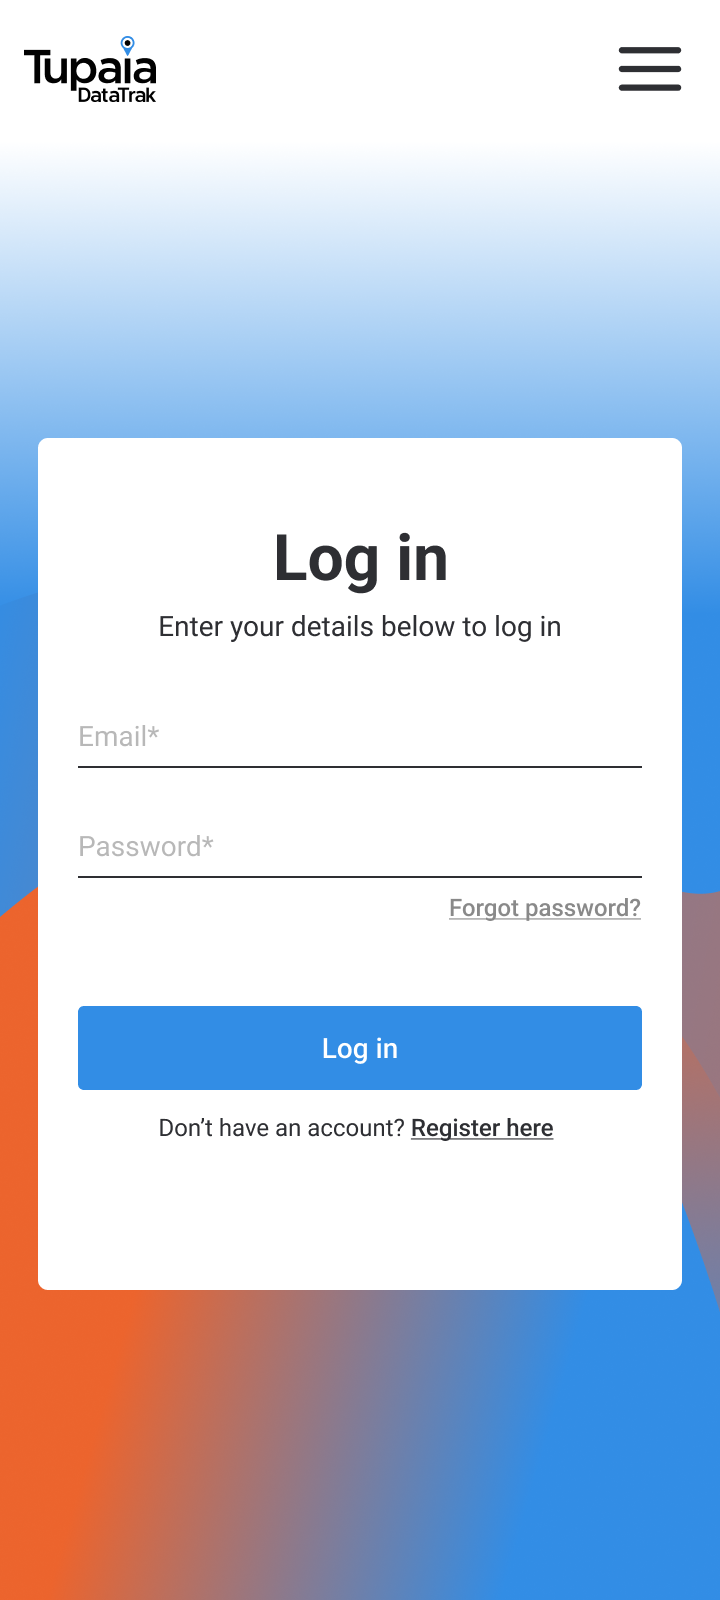 Tupaia
DataTrak
Log in
Enter your details below to log in
Email*
Password*
Forgot password?
Log in
Don’t have an account? Register here